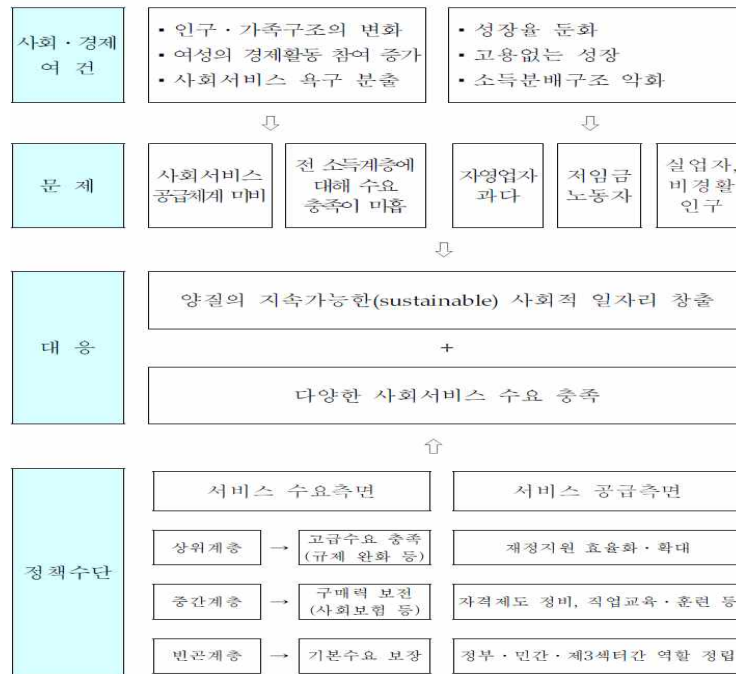 사회·경제
여 건
▪ 인구·가족구조의 변화
▪ 여성의 경제활동 참여 증가
▪ 사회서비스 욕구 분출
▪ 성장율 둔화
▪ 고용없는 성장
▪ 소득분배구조 악화
문 제
사회서비스
공급체계 미비
전 소득계층에
대해 수요
충족이 미흡
자영업자
과다
저임금
노동자
실업자,
비경활
인구
대 응
양질의 지속가능한(sustainable) 사회적 일자리 창출
+
다양한 사회서비스 수요 충족
정책수단
서비스 수요측면
서비스 공급측면
상위계층 →
고급수요 충족
(규제 완화 등)
재정지원 효율화·확대
중간계층 →
구매력 보전
(사회보험 등)
자격제도 정비, 직업교육·훈련 등
빈곤계층 →
기본수요 보장
정부·민간·제3섹터간 역할 정립